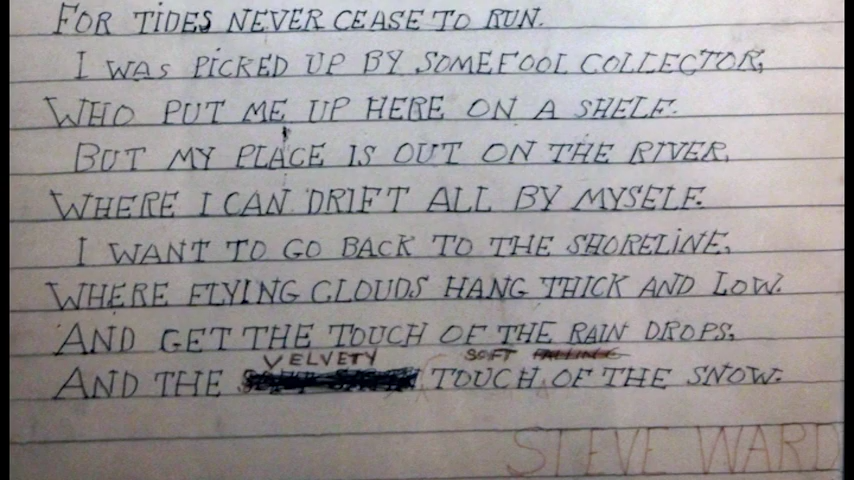 FOR TIDES NEVER CEASE TO RUN.
I WAS PICKED UP BY SOMEFOOL COLLECTOR,
WHO PUT ME UP HERE ON A SHELF.
BUT MY PLACE IS OUT ON THE RIVER,
WHERE I CAN DRIFT ALL BY MYSELF.
I WANT TO GO BACK TO THE SHORELINE,
WHERE FLYING CLOUDS HANG THICK AND LOW.
AND GET THE TOUCH OF THE RAIN DROPS,
VELVETY SOFT FALLING
AND THE TOUCH OF THE SNOW.
STEVE WARD